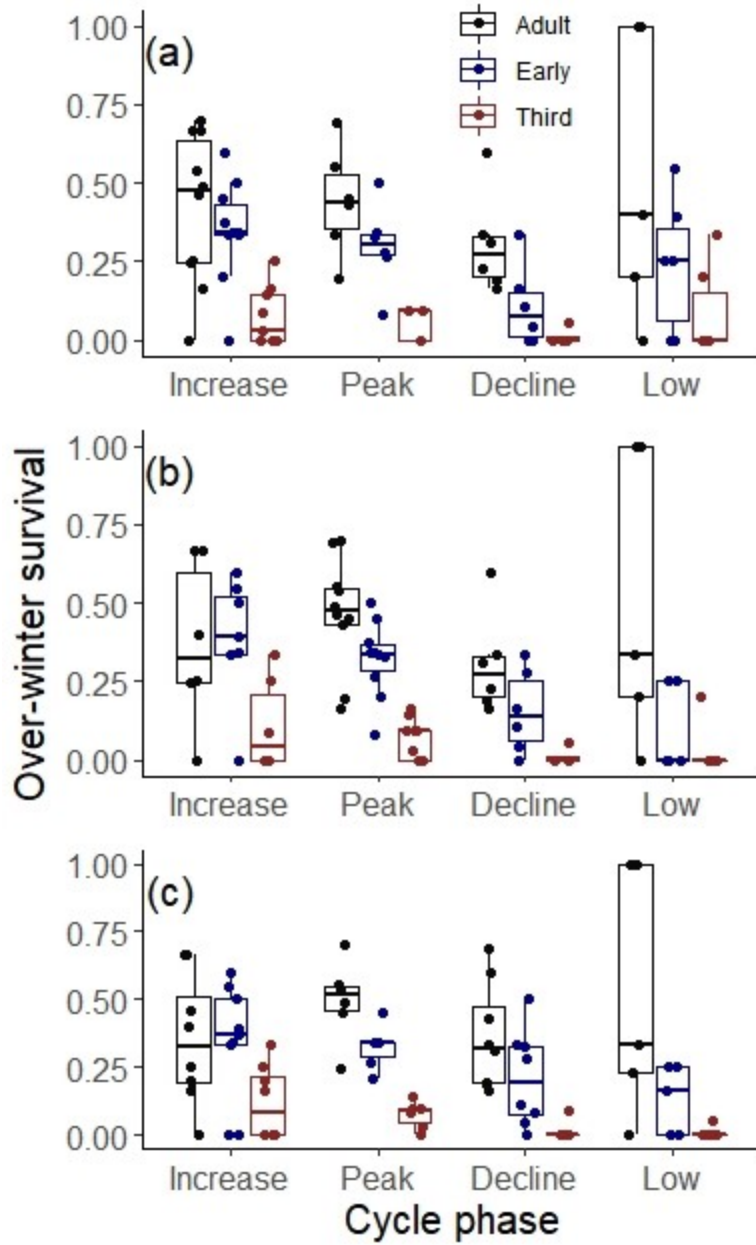 1.00
(a)
0.75
0.50
0.25
0.00
Adult
Early
Third
Increase Peak Decline Low
Over-winter survival
1.00
(b)
0.75
0.50
0.25
0.00
Increase Peak Decline Low
1.00
(c)
0.75
0.50
0.25
0.00
Increase Peak Decline Low
Cycle phase